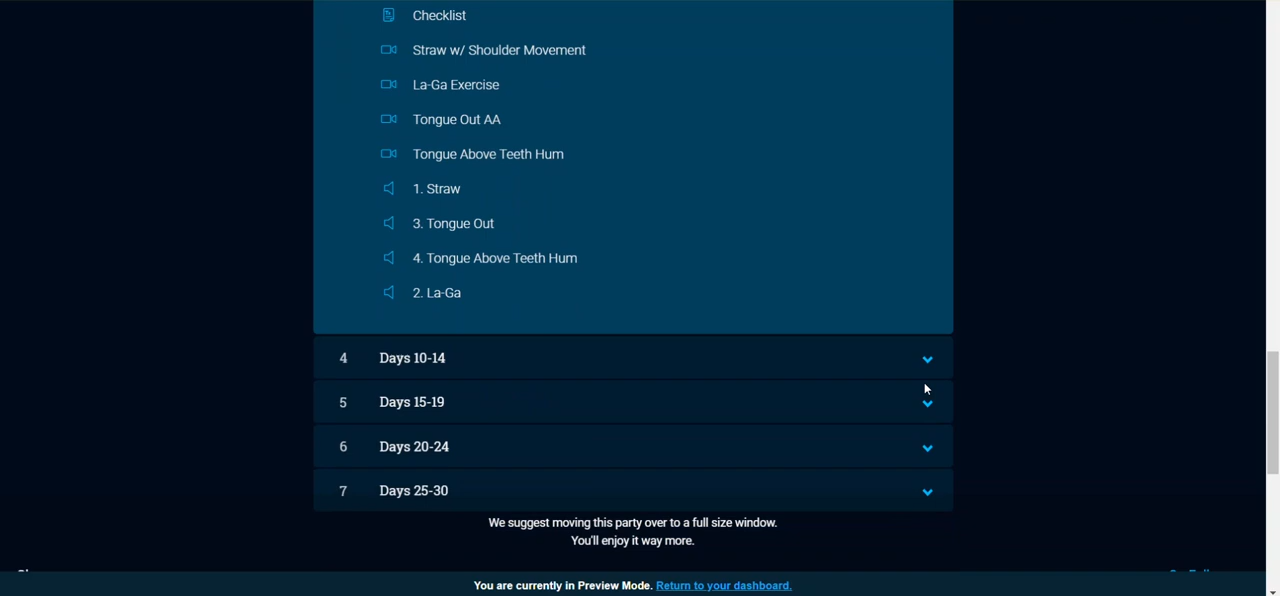 Checklist
Straw w/ Shoulder Movement
La-Ga Exercise
Tongue Out AA
Tongue Above Teeth Hum
1. Straw
3. Tongue Out
4. Tongue Above Teeth Hum
2. La-Ga
4 Days 10-14
5 Days 15-19
6 Days 20-24
7 Days 25-30
We suggest moving this party over to a full size window.
You'll enjoy it way more.
You are currently in Preview Mode. Return to your dashboard.